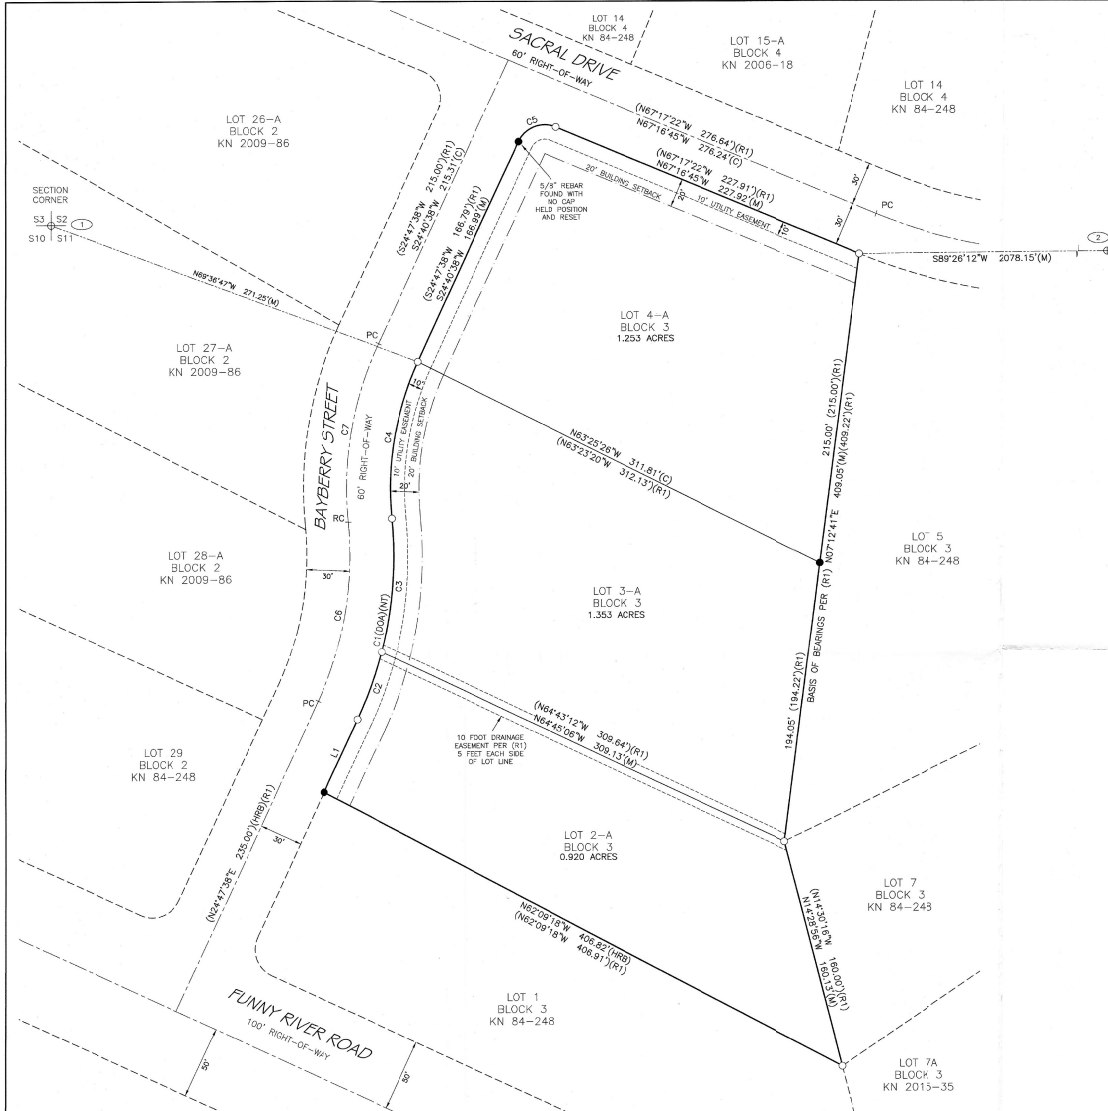 LOT 14
BLOCK 4
KN 84-248
SACRAL DRIVE
60' RIGHT-OF-WAY
LOT 15-A
BLOCK 4
KN 2006-18
LOT 14
BLOCK 4
KN 84-248
LOT 26-A
BLOCK 2
KN 2009-86
(N67°17'22"W 276.64')(R1)
N67°16'45"W 276.24'(C)
(N67°17'22"W 227.91')(R1)
N67°16'45"W 227.92'(M)
C5
20' BUILDING SETBACK
20'
10' UTILITY EASEMENT
10'
30'
30'
PC
5/8" REBAR
FOUND WITH
NO CAP
HELD POSITION
AND RESET
SECTION
CORNER
S3 S2
S10 S11
1
2
S89°26'12"W 2078.15'(M)
(S24°47'38"W 215.00')(R1)
S24°40'38"W 215.31'(C)
(S24°47'38"W 166.79')(R1)
S24°40'38"W 166.99'(M)
N69°36'47"W 271.25'(M)
PC
LOT 4-A
BLOCK 3
1.253 ACRES
LOT 27-A
BLOCK 2
KN 2009-86
BAYBERRY STREET
60' RIGHT-OF-WAY
C7
C4
10'
10' UTILITY EASEMENT
20' BUILDING SETBACK
20'
N63°25'26"W 311.81'(C)
(N63°23'20"W 312.13')(R1)
215.00' (215.00')(R1)
N07°12'41"E 409.05'(M)(409.22')(R1)
BASIS OF BEARINGS PER (R1)
194.05' (194.22')(R1)
LOT 5
BLOCK 3
KN 84-248
RC
LOT 28-A
BLOCK 2
KN 2009-86
30'
C6
C3
C1(DOA)(NT)
LOT 3-A
BLOCK 3
1.353 ACRES
PC
C2
L1
(N64°43'12"W 309.64')(R1)
N64°45'06"W 309.13'(M)
10 FOOT DRAINAGE
EASEMENT PER (R1)
5 FEET EACH SIDE
OF LOT LINE
LOT 29
BLOCK 2
KN 84-248
(N24°47'38"E 235.00')(HRB)(R1)
30'
LOT 2-A
BLOCK 3
0.920 ACRES
LOT 7
BLOCK 3
KN 84-248
(N14°30'16"W 160.00')(R1)
N14°28'56"W 160.13'(M)
N62°09'18"W 406.82'(HRB)
(N62°09'18"W 406.91')(R1)
FUNNY RIVER ROAD
100' RIGHT-OF-WAY
50'
50'
LOT 1
BLOCK 3
KN 84-248
LOT 7A
BLOCK 3
KN 2015-35